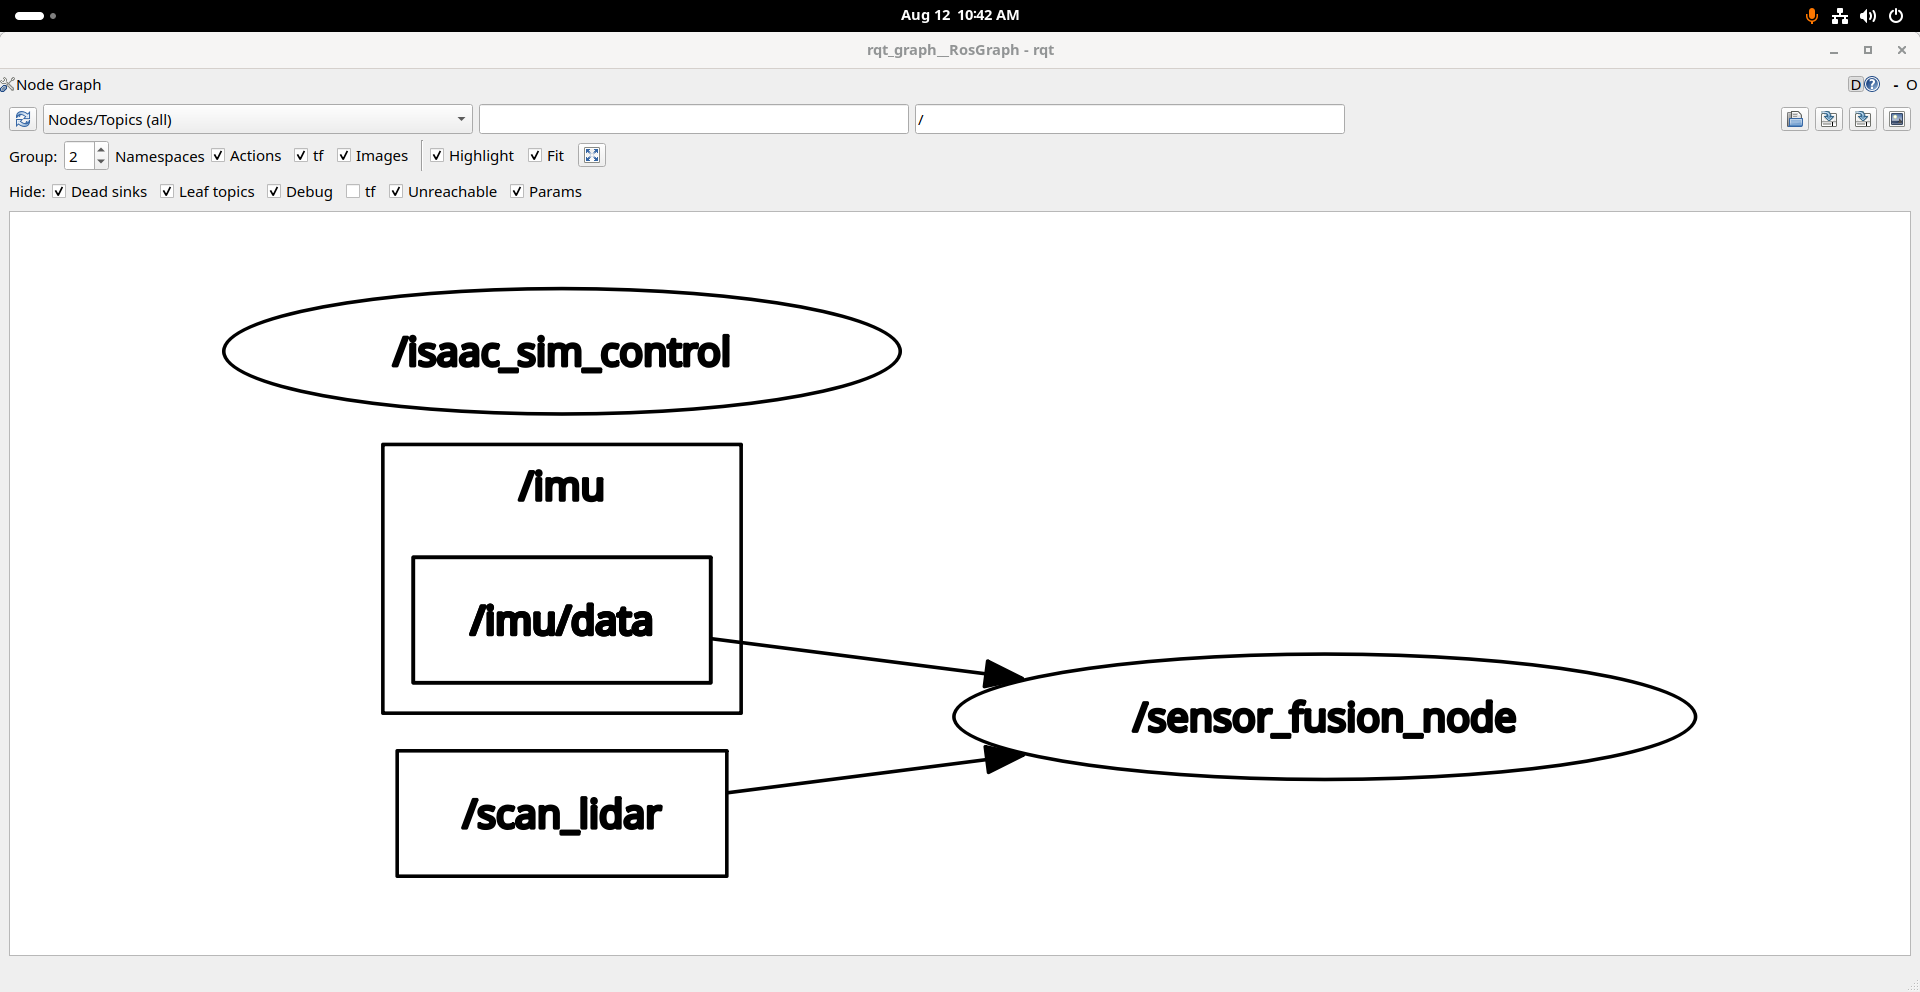 Aug 12 10:42 AM
rqt_graph__RosGraph - rqt
Node Graph
D
?
- O
Nodes/Topics (all)
/
Group: 2 Namespaces Actions tf Images Highlight Fit
Hide: Dead sinks Leaf topics Debug tf Unreachable Params
/isaac_sim_control
/imu
/imu/data
/sensor_fusion_node
/scan_lidar